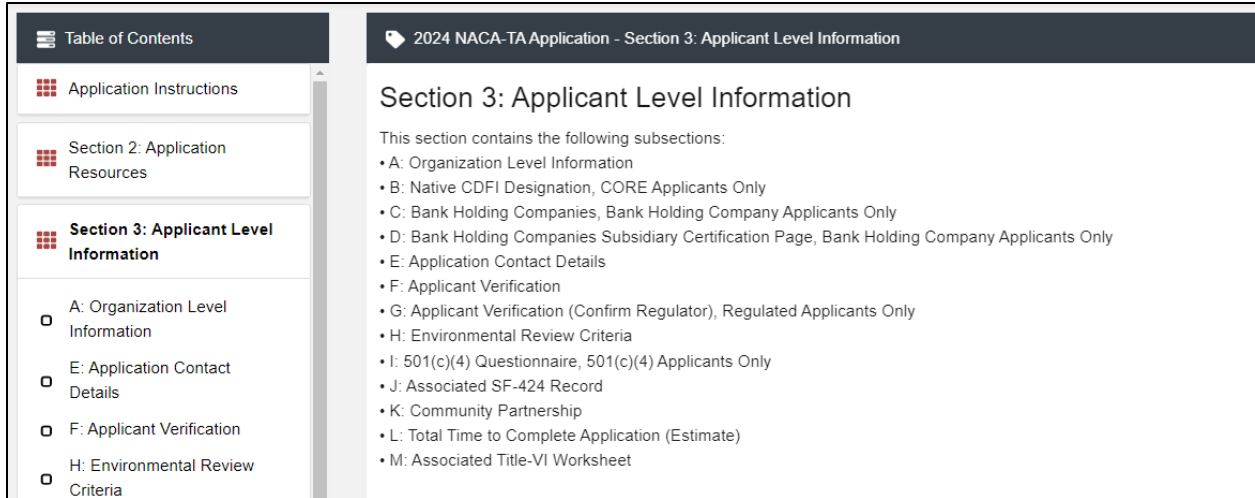 Table of Contents
Application Instructions
Section 2: Application
Resources
Section 3: Applicant Level
Information
A: Organization Level
Information
E: Application Contact
Details
F: Applicant Verification
H: Environmental Review
Criteria
2024 NACA-TA Application - Section 3: Applicant Level Information
Section 3: Applicant Level Information
This section contains the following subsections:
• A: Organization Level Information
• B: Native CDFI Designation, CORE Applicants Only
• C: Bank Holding Companies, Bank Holding Company Applicants Only
• D: Bank Holding Companies Subsidiary Certification Page, Bank Holding Company Applicants Only
• E: Application Contact Details
• F: Applicant Verification
• G: Applicant Verification (Confirm Regulator), Regulated Applicants Only
• H: Environmental Review Criteria
• I: 501(c)(4) Questionnaire, 501(c)(4) Applicants Only
• J: Associated SF-424 Record
• K: Community Partnership
• L: Total Time to Complete Application (Estimate)
• M: Associated Title-VI Worksheet